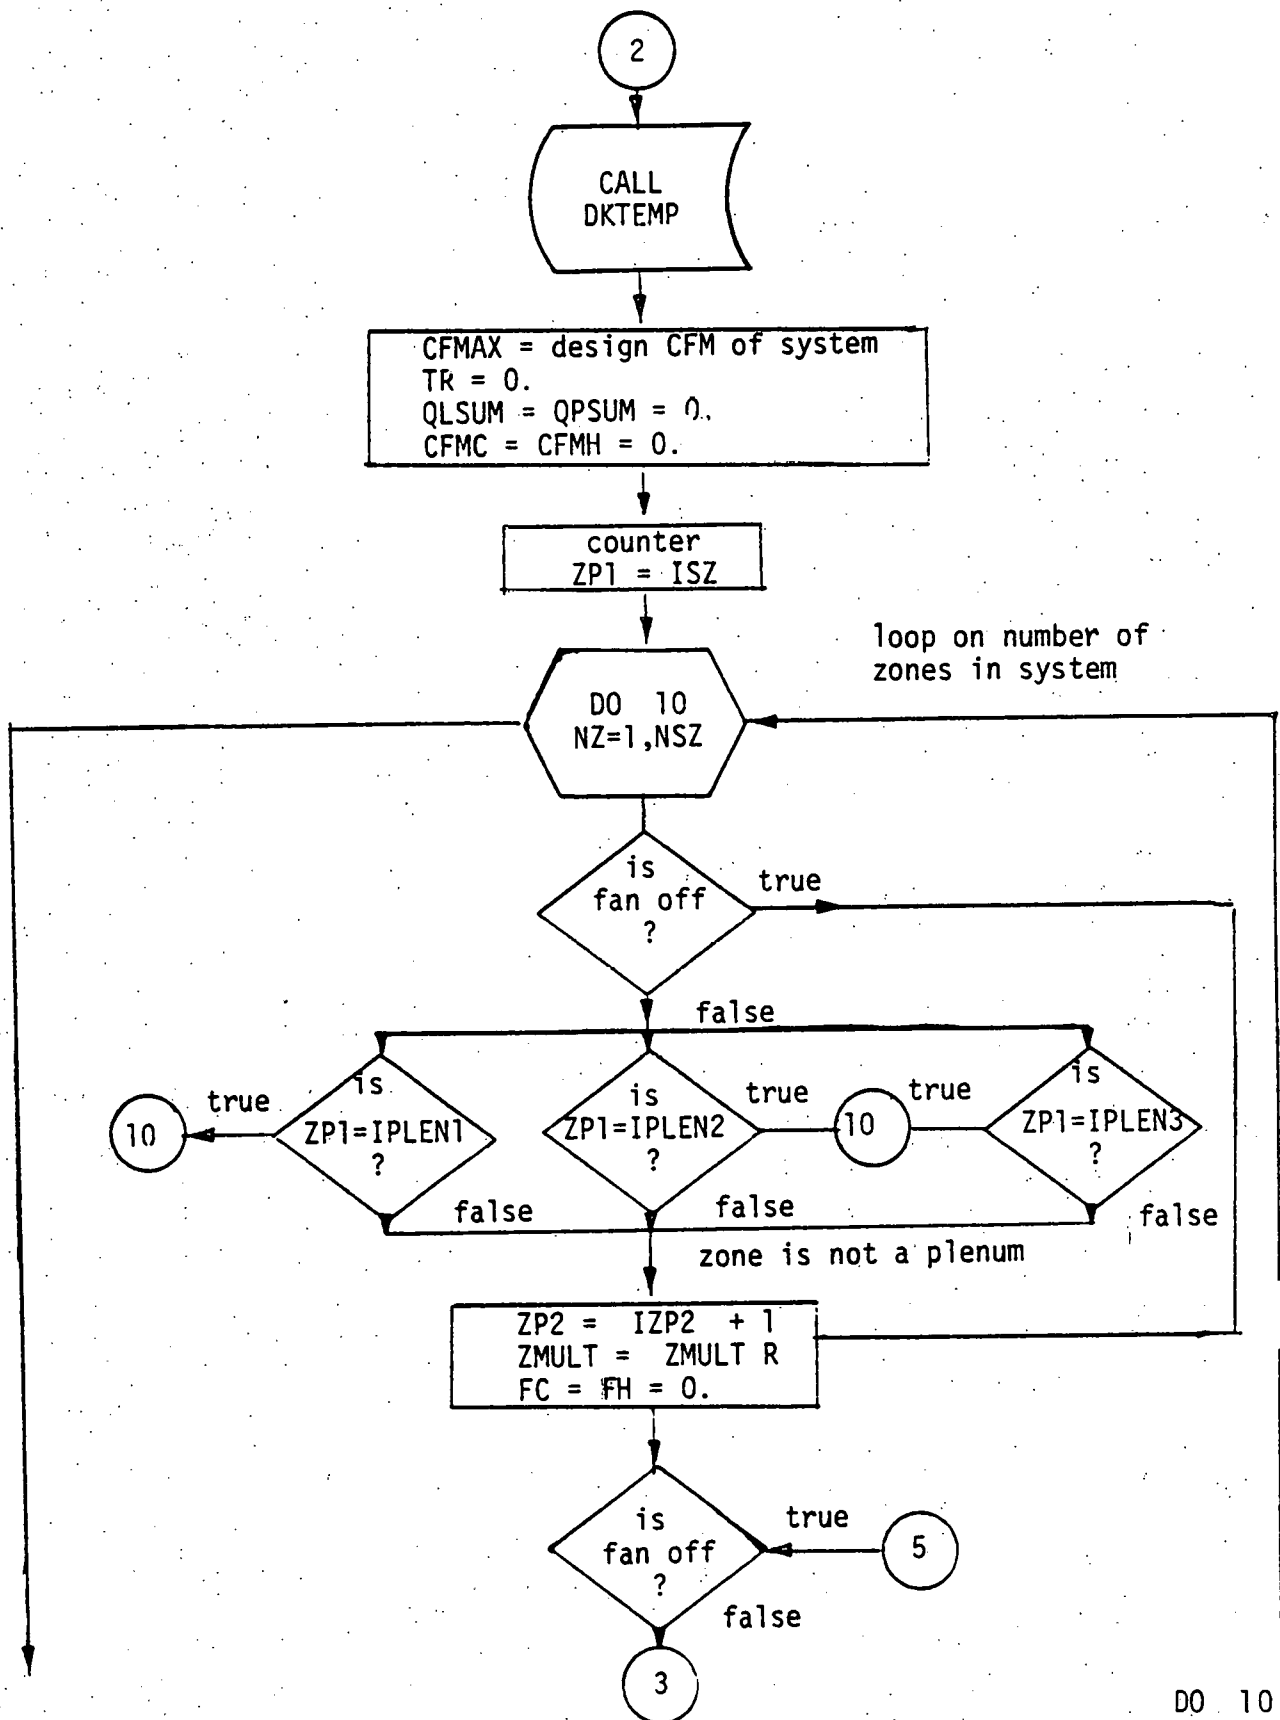 2
CALL
DKTEMP
CFMAX = design CFM of system
TR = 0.
QLSUM = QPSUM = 0.
CFMC = CFMH = 0.
counter
ZP1 = ISZ
loop on number of
zones in system
DO 10
NZ=1,NSZ
is
fan off
?
true
false
is
ZP1=IPLEN1
?
true
10
is
ZP1=IPLEN2
?
true
10
true
is
ZP1=IPLEN3
?
false
false
false
zone is not a plenum
ZP2 = IZP2 + 1
ZMULT = ZMULT R
FC = FH = 0.
is
fan off
?
true
5
false
3
DO 10